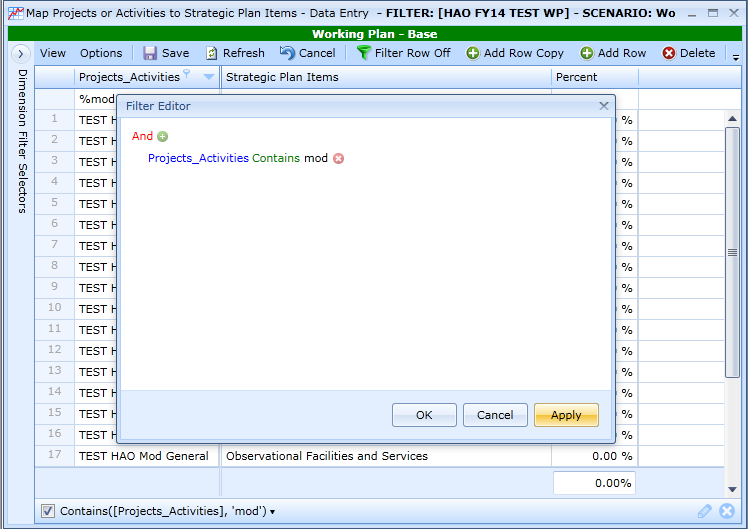 Map Projects or Activities to Strategic Plan Items - Data Entry - FILTER: [HAO FY14 TEST WP] - SCENARIO: Wo
Working Plan - Base
View Options Save Refresh Cancel Filter Row Off Add Row Copy Add Row Delete
Dimension Filter Selectors
Projects_Activities Strategic Plan Items Percent
%mod
Filter Editor
And
Projects_Activities Contains mod
1 TEST H %
2 TEST H %
3 TEST H %
4 TEST H %
5 TEST H %
6 TEST H %
7 TEST H %
8 TEST H %
9 TEST H %
10 TEST H %
11 TEST H %
12 TEST H %
13 TEST H %
14 TEST H %
15 TEST H %
16 TEST H %
OK Cancel Apply
17 TEST HAO Mod General Observational Facilities and Services 0.00 %
0.00%
Contains([Projects_Activities], 'mod')